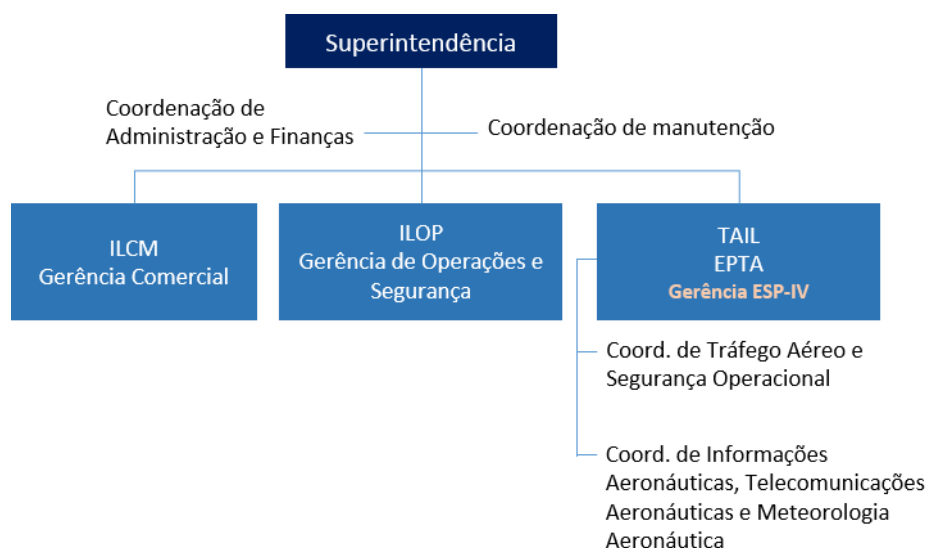 Superintendência
Coordenação de
Administração e Finanças
Coordenação de manutenção
ILCM
Gerência Comercial
ILOP
Gerência de Operações e
Segurança
TAIL
EPTA
Gerência ESP-IV
Coord. de Tráfego Aéreo e
Segurança Operacional
Coord. de Informações
Aeronáuticas, Telecomunicações
Aeronáuticas e Meteorologia
Aeronáutica